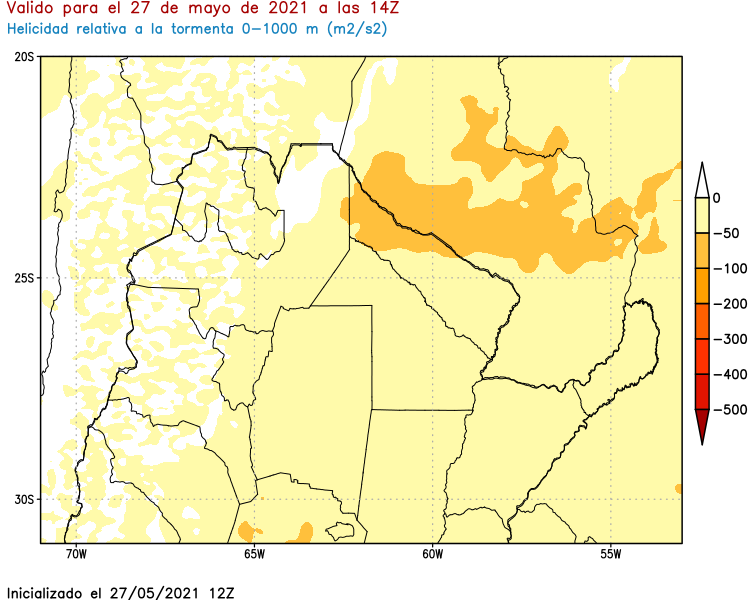 Valido para el 27 de mayo de 2021 a las 14Z
Helicidad relativa a la tormenta 0-1000 m (m2/s2)
20S
25S
30S
70W 65W 60W 55W
0
-50
-100
-200
-300
-400
-500
Inicializado el 27/05/2021 12Z